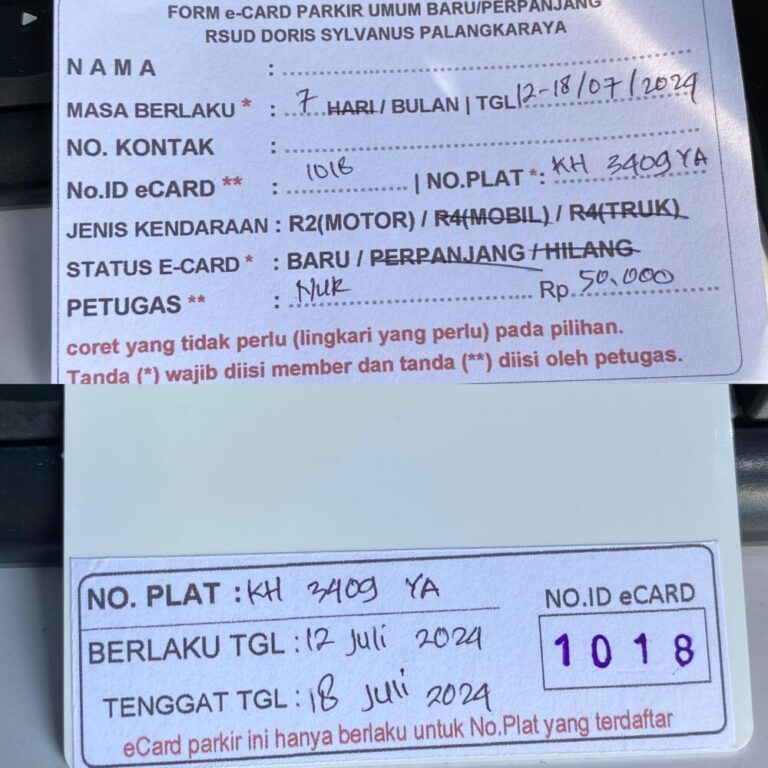 FORM e-CARD PARKIR UMUM BARU/PERPANJANG
RSUD DORIS SYLVANUS PALANGKARAYA
NAMA :
MASA BERLAKU * : 7 HARI / BULAN | TGL 12-18/07/2024
NO. KONTAK :
No.ID eCARD ** : 1018 | NO.PLAT *: KH 3409 YA
JENIS KENDARAAN : R2(MOTOR) / R4(MOBIL) / R4(TRUK)
STATUS E-CARD * : BARU / PERPANJANG / HILANG
PETUGAS ** : NUR Rp. 50.000
coret yang tidak perlu (lingkari yang perlu) pada pilihan.
Tanda (*) wajib diisi member dan tanda (**) diisi oleh petugas.
NO. PLAT : KH 3409 YA
BERLAKU TGL : 12 Juli 2024
TENGGAT TGL : 18 Juli 2024
NO.ID eCARD
1018
eCard parkir ini hanya berlaku untuk No.Plat yang terdaftar